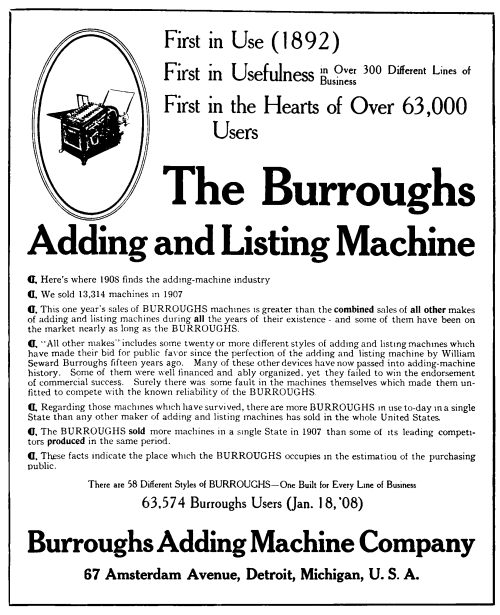 First in Use (1892)
First in Usefulness in Over 300 Different Lines of Business
First in the Hearts of Over 63,000
Users
The Burroughs
Adding and Listing Machine
¶ Here's where 1908 finds the adding-machine industry
¶ We sold 13,314 machines in 1907
¶ This one year's sales of BURROUGHS machines is greater than the combined sales of all other makes
of adding and listing machines during all the years of their existence - and some of them have been on
the market nearly as long as the BURROUGHS.
¶ "All other makes" includes some twenty or more different styles of adding and listing machines which
have made their bid for public favor since the perfection of the adding and listing machine by William
Seward Burroughs fifteen years ago. Many of these other devices have now passed into adding-machine
history. Some of them were well financed and ably organized, yet they failed to win the endorsement
of commercial success. Surely there was some fault in the machines themselves which made them un-
fitted to compete with the known reliability of the BURROUGHS.
¶ Regarding those machines which have survived, there are more BURROUGHS in use to-day in a single
State than any other maker of adding and listing machines has sold in the whole United States.
¶ The BURROUGHS sold more machines in a single State in 1907 than some of its leading competi-
tors produced in the same period.
¶ These facts indicate the place which the BURROUGHS occupies in the estimation of the purchasing
public.
There are 58 Different Styles of BURROUGHS—One Built for Every Line of Business
63,574 Burroughs Users (Jan. 18, '08)
Burroughs Adding Machine Company
67 Amsterdam Avenue, Detroit, Michigan, U. S. A.